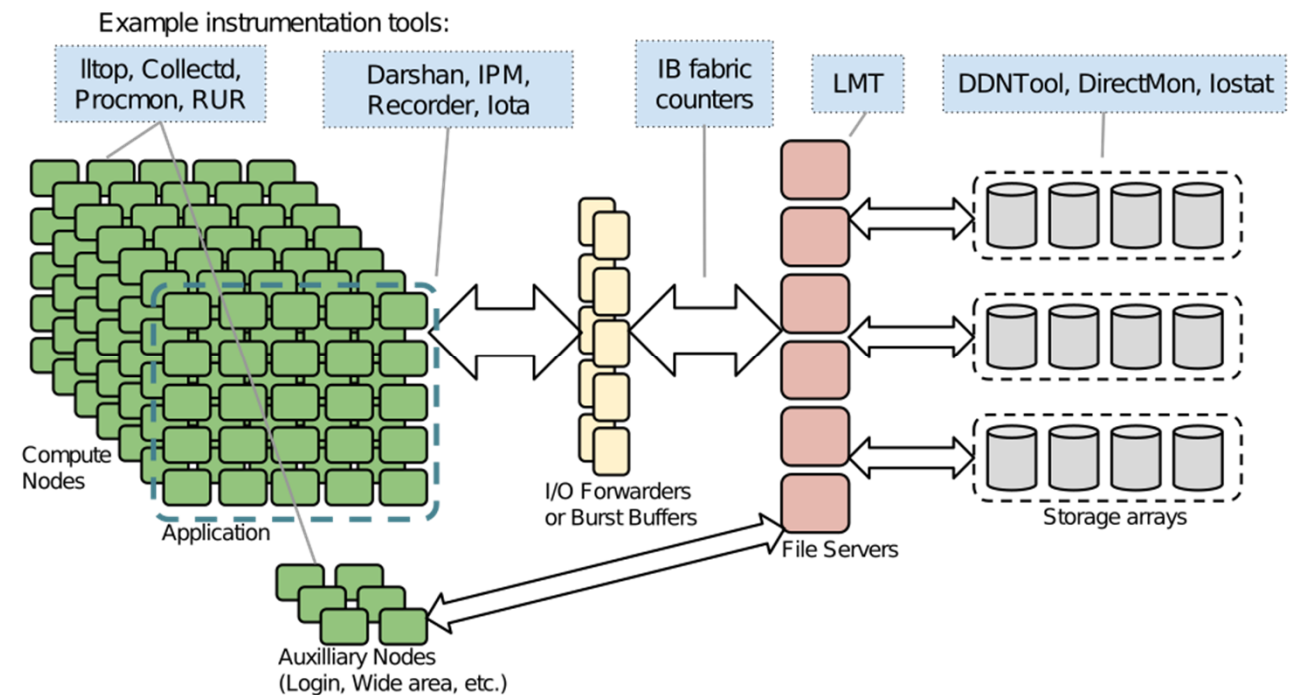 Example instrumentation tools:
Iltop, Collectd,
Procmon, RUR
Darshan, IPM,
Recorder, Iota
IB fabric
counters
LMT
DDNTool, DirectMon, Iostat
Compute
Nodes
Application
I/O Forwarders
or Burst Buffers
File Servers
Storage arrays
Auxilliary Nodes
(Login, Wide area, etc.)